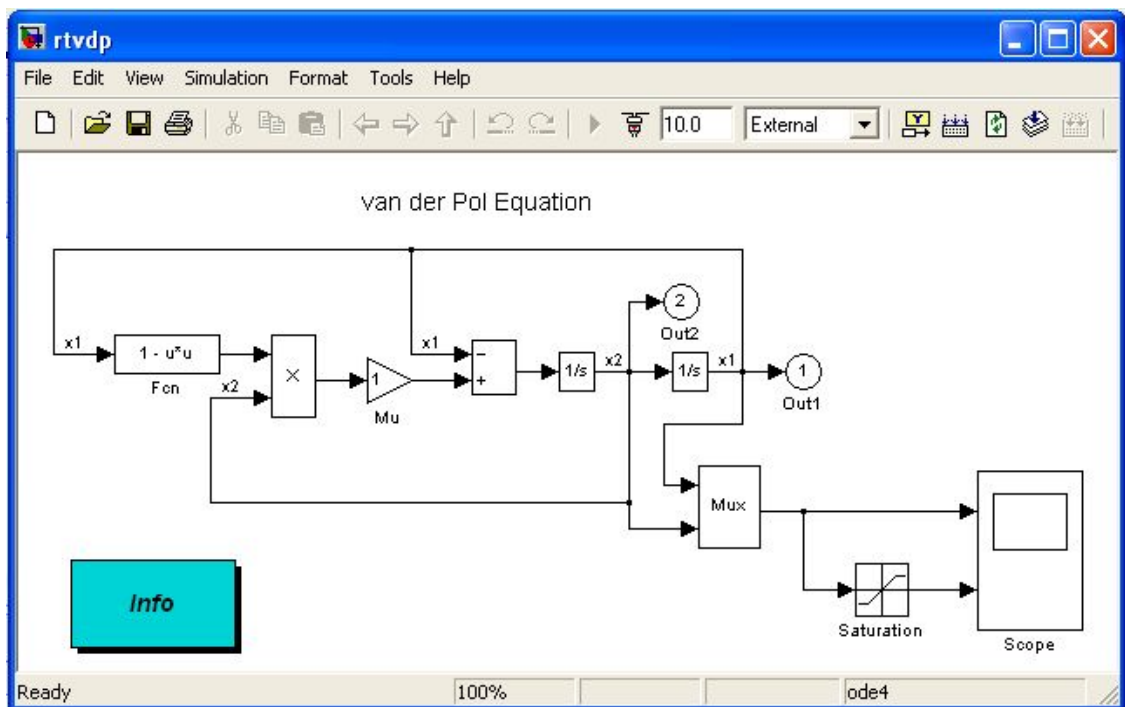 rtvdp
File Edit View Simulation Format Tools Help
10.0 External
van der Pol Equation
2
Out2
x1 x1 x2 x1
1 - u*u
Fcn
×
1
Mu
−
+
1/s
1/s
1
Out1
x2
Mux
Info
Saturation
Scope
Ready 100% ode4